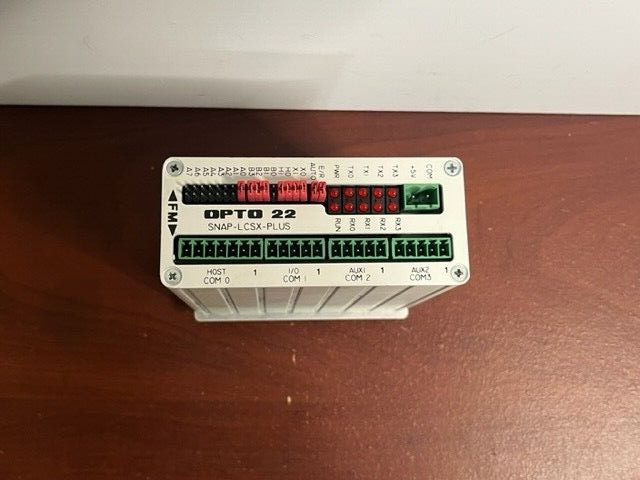 A7 A6 A5 A4 A3 A2 A1 A0 B3 B2 B1 B0 H1 H0 X1 X0 AUTO E/R PWR TX0 TX1 TX2 TX3 +5V COM
RUN RX0 RX1 RX2 RX3
FM
OPTO 22
SNAP-LCSX-PLUS
HOST 1 I/O 1 AUX1 1 AUX2 1
COM 0 COM 1 COM 2 COM3